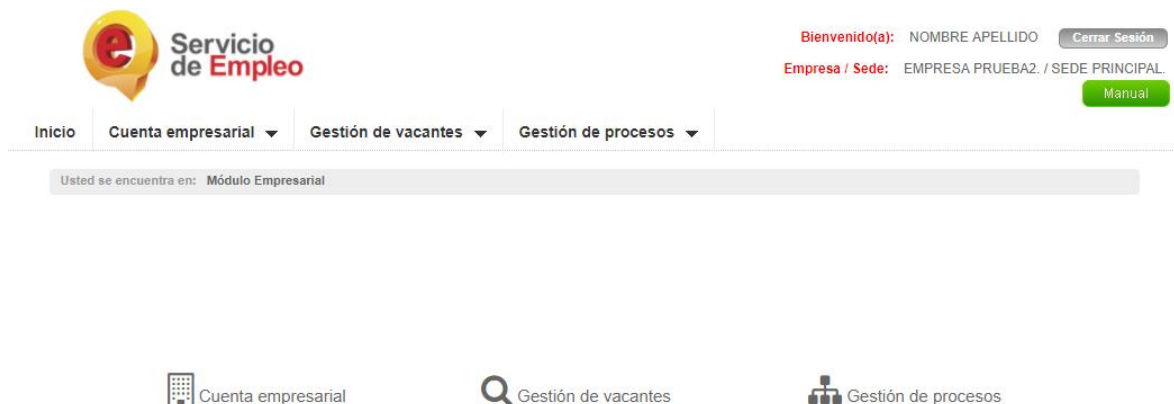 e Servicio
de Empleo
Bienvenido(a): NOMBRE APELLIDO Cerrar Sesión
Empresa / Sede: EMPRESA PRUEBA2. / SEDE PRINCIPAL.
Manual
Inicio Cuenta empresarial Gestión de vacantes Gestión de procesos
Usted se encuentra en: Módulo Empresarial
Cuenta empresarial Gestión de vacantes Gestión de procesos